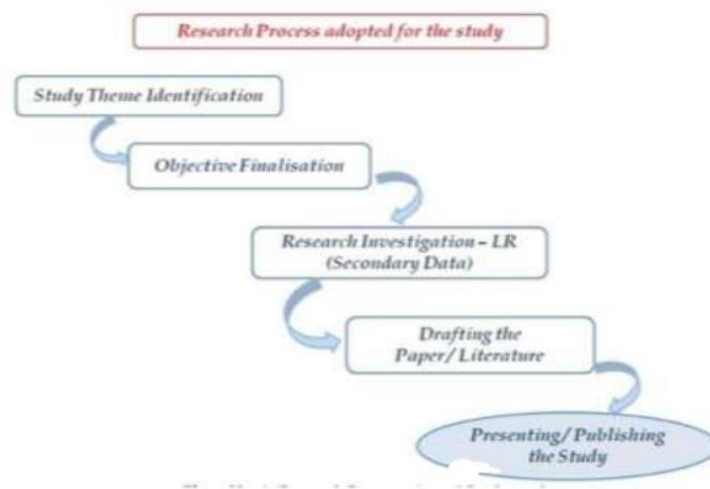 Research Process adopted for the study
Study Theme Identification
Objective Finalisation
Research Investigation – LR
(Secondary Data)
Drafting the
Paper/ Literature
Presenting/ Publishing
the Study